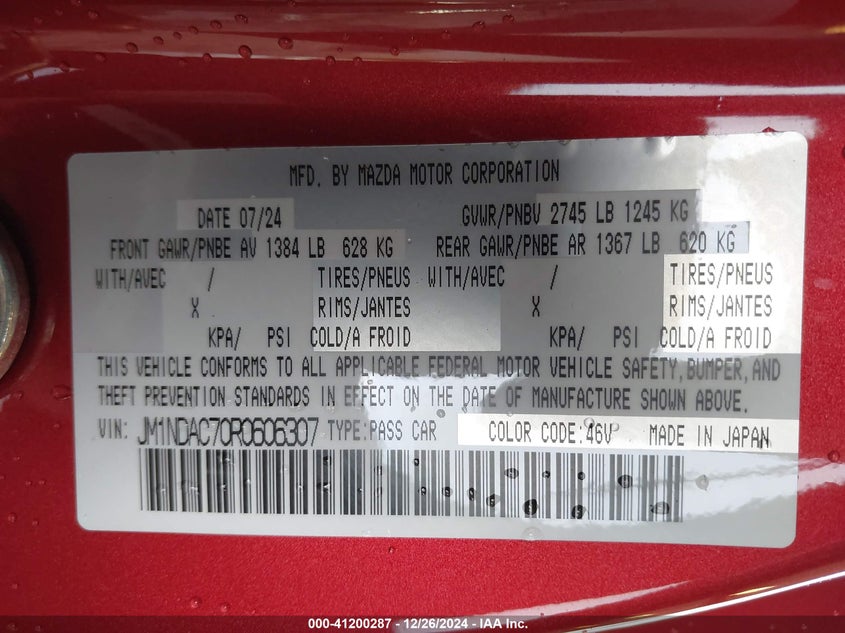 MFD. BY MAZDA MOTOR CORPORATION
DATE 07/24 GVWR/PNBV 2745 LB 1245 KG
FRONT GAWR/PNBE AV 1384 LB 628 KG REAR GAWR/PNBE AR 1367 LB 620 KG
WITH/AVEC / TIRES/PNEUS WITH/AVEC / TIRES/PNEUS
X RIMS/JANTES X RIMS/JANTES
KPA/ PSI COLD/A FROID KPA/ PSI COLD/A FROID
THIS VEHICLE CONFORMS TO ALL APPLICABLE FEDERAL MOTOR VEHICLE SAFETY,BUMPER,AND
THEFT PREVENTION STANDARDS IN EFFECT ON THE DATE OF MANUFACTURE SHOWN ABOVE.
VIN: JM1NDAC70R0606307 TYPE:PASS CAR COLOR CODE:46V MADE IN JAPAN
000-41200287 - 12/26/2024 - IAA Inc.